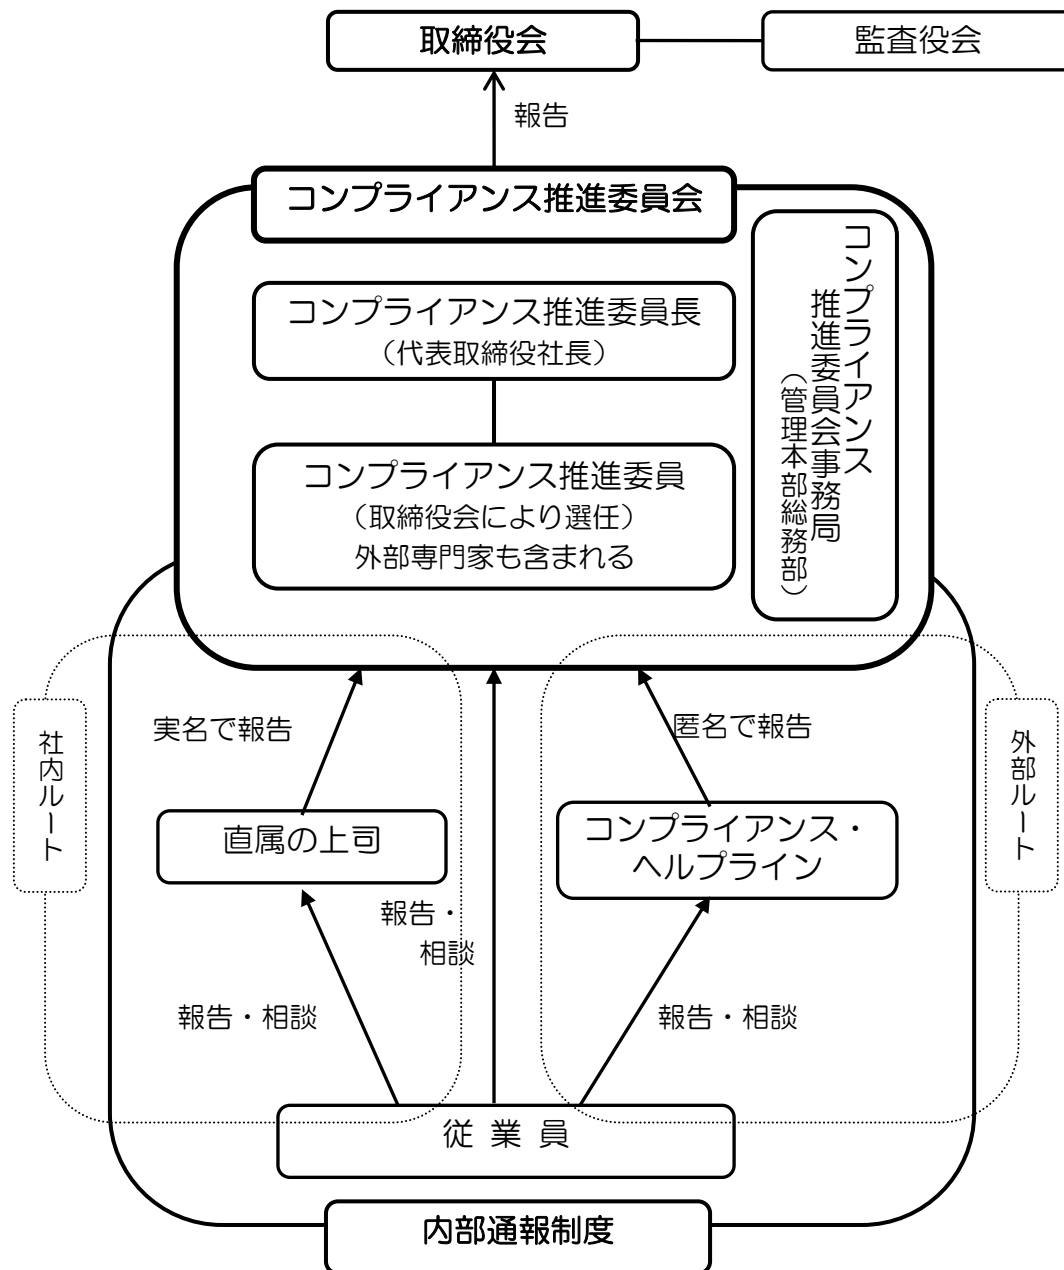 取締役会
監査役会
報告
コンプライアンス推進委員会
コンプライアンス推進委員長
（代表取締役社長）
コンプライアンス推進委員
（取締役会により選任）
外部専門家も含まれる
コンプライアンス
推進委員会事務局
（管理本部総務部）
社内ルート
実名で報告
匿名で報告
外部ルート
直属の上司
コンプライアンス・
ヘルプライン
報告・
相談
報告・相談
報告・相談
従 業 員
内部通報制度